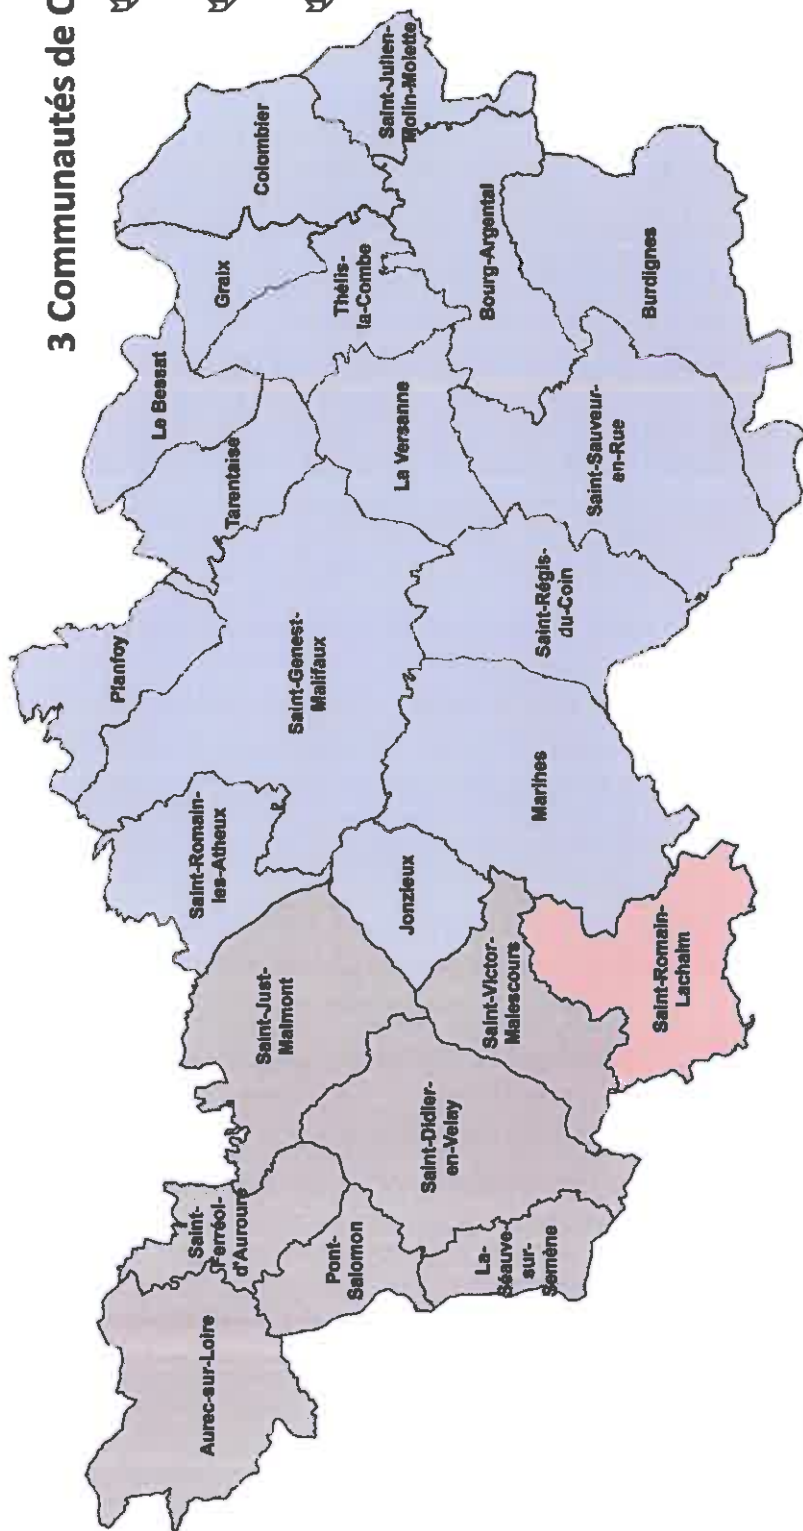 3 Communautés de C
Saint-Julien-
Molin-Molette
Colombier
Graix
Thélis-
la-Combe
Bourg-Argental
Burdignes
Le Bessat
Tarentaise
La Versanne
Saint-Sauveur-
en-Rue
Planfoy
Saint-Genest-
Malifaux
Saint-Régis-
du-Coin
Saint-Romain-
les-Atheux
Jonzieux
Marlhes
Saint-Just-
Malmont
Saint-Victor-
Malescours
Saint-Romain-
Lachalm
Saint-Didier-
en-Velay
Saint-
Ferréol-
d'Auroure
Pont-
Salomon
La-
Séauve-
sur-
Semène
Aurec-sur-Loire